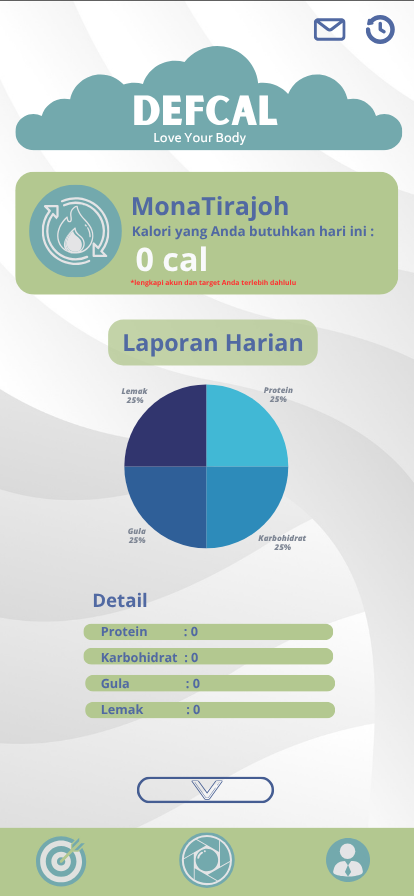 DEFCAL
Love Your Body
MonaTirajoh
Kalori yang Anda butuhkan hari ini :
0 cal
*lengkapi akun dan target Anda terlebih dahlulu
Laporan Harian
Lemak
25%
Protein
25%
Gula
25%
Karbohidrat
25%
Detail
Protein : 0
Karbohidrat : 0
Gula : 0
Lemak : 0